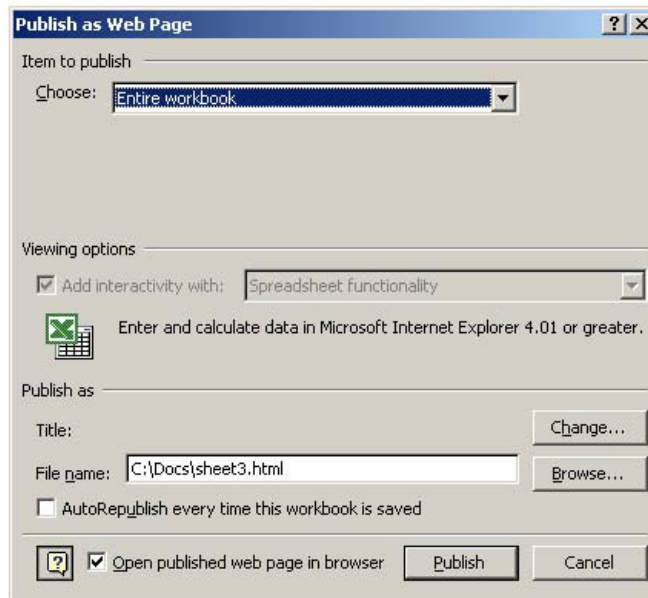 Publish as Web Page
Item to publish
Choose: Entire workbook
Viewing options
Add interactivity with: Spreadsheet functionality
Enter and calculate data in Microsoft Internet Explorer 4.01 or greater.
Publish as
Title: Change...
File name: C:\Docs\sheet3.html Browse...
AutoRepublish every time this workbook is saved
Open published web page in browser Publish Cancel